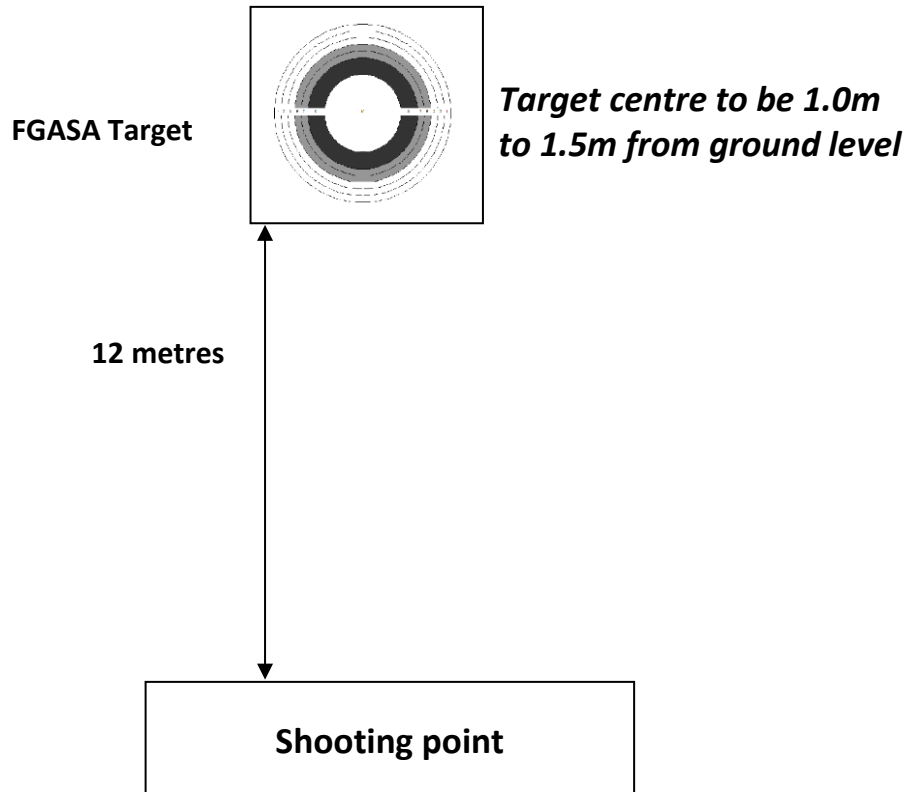 FGASA Target
Target centre to be 1.0m
to 1.5m from ground level
12 metres
Shooting point